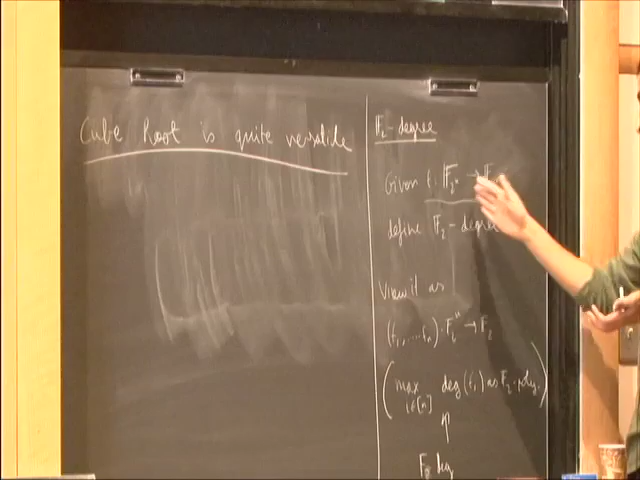 Cube Root is quite versatile
𝔽₂-degree
Given f: 𝔽₂ⁿ → 𝔽
define 𝔽₂-degree
View it as
(f₁,...,fₙ): 𝔽₂ⁿ → 𝔽₂
(max deg(fᵢ) as 𝔽₂-poly.)
i∈[n]
𝔽₂ deg